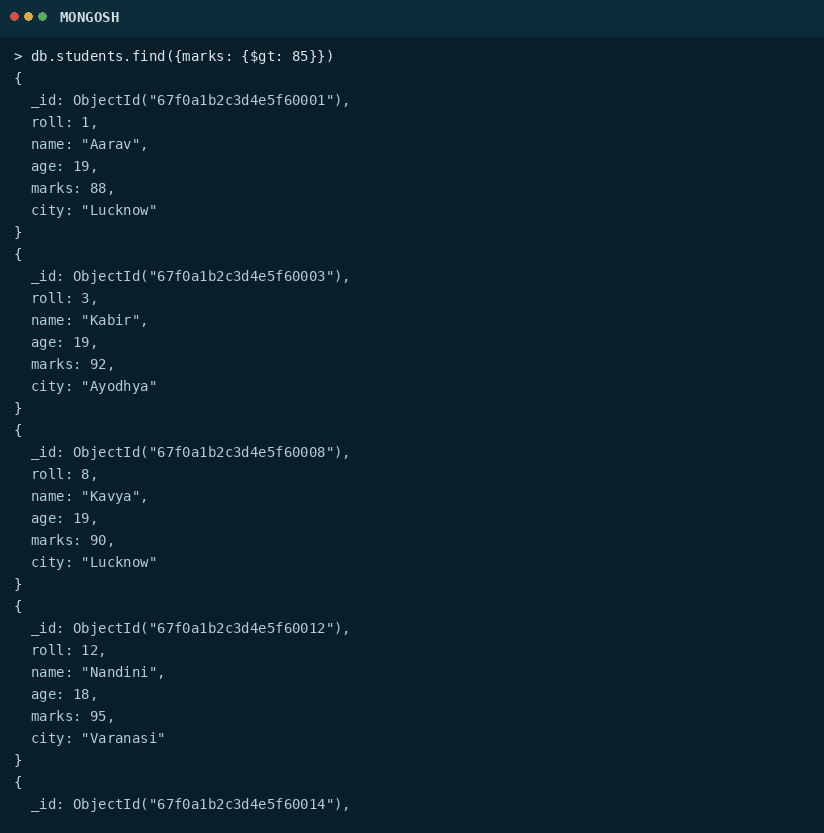 MONGOSH
> db.students.find({marks: {$gt: 85}})
{
  _id: ObjectId("67f0a1b2c3d4e5f60001"),
  roll: 1,
  name: "Aarav",
  age: 19,
  marks: 88,
  city: "Lucknow"
}
{
  _id: ObjectId("67f0a1b2c3d4e5f60003"),
  roll: 3,
  name: "Kabir",
  age: 19,
  marks: 92,
  city: "Ayodhya"
}
{
  _id: ObjectId("67f0a1b2c3d4e5f60008"),
  roll: 8,
  name: "Kavya",
  age: 19,
  marks: 90,
  city: "Lucknow"
}
{
  _id: ObjectId("67f0a1b2c3d4e5f60012"),
  roll: 12,
  name: "Nandini",
  age: 18,
  marks: 95,
  city: "Varanasi"
}
{
  _id: ObjectId("67f0a1b2c3d4e5f60014"),